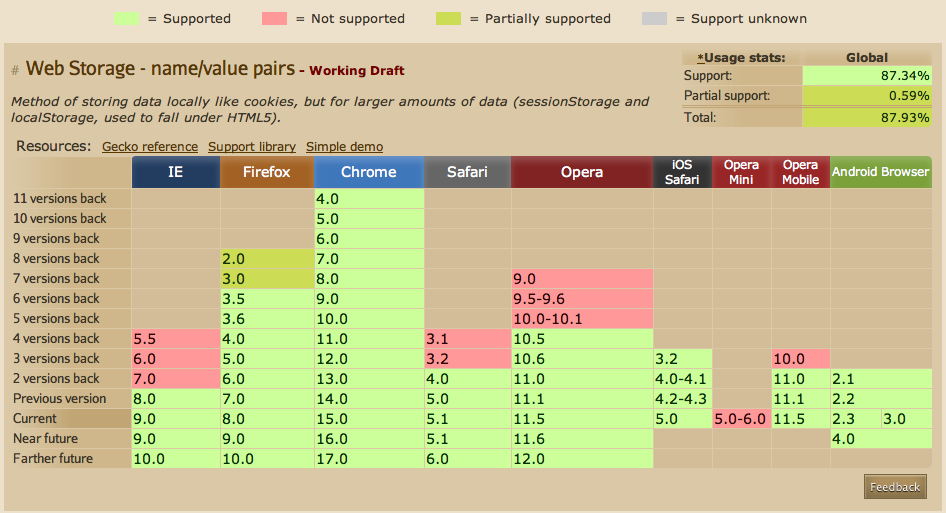 = Supported = Not supported = Partially supported = Support unknown
# Web Storage - name/value pairs - Working Draft
Method of storing data locally like cookies, but for larger amounts of data (sessionStorage and
localStorage, used to fall under HTML5).
*Usage stats: Global
Support: 87.34%
Partial support: 0.59%
Total: 87.93%
Resources: Gecko reference Support library Simple demo
IE Firefox Chrome Safari Opera iOS Safari Opera Mini Opera Mobile Android Browser
11 versions back 4.0
10 versions back 5.0
9 versions back 6.0
8 versions back 2.0 7.0
7 versions back 3.0 8.0 9.0
6 versions back 3.5 9.0 9.5-9.6
5 versions back 3.6 10.0 10.0-10.1
4 versions back 5.5 4.0 11.0 3.1 10.5
3 versions back 6.0 5.0 12.0 3.2 10.6 3.2 10.0
2 versions back 7.0 6.0 13.0 4.0 11.0 4.0-4.1 11.0 2.1
Previous version 8.0 7.0 14.0 5.0 11.1 4.2-4.3 11.1 2.2
Current 9.0 8.0 15.0 5.1 11.5 5.0 5.0-6.0 11.5 2.3 3.0
Near future 9.0 9.0 16.0 5.1 11.6 4.0
Farther future 10.0 10.0 17.0 6.0 12.0
Feedback